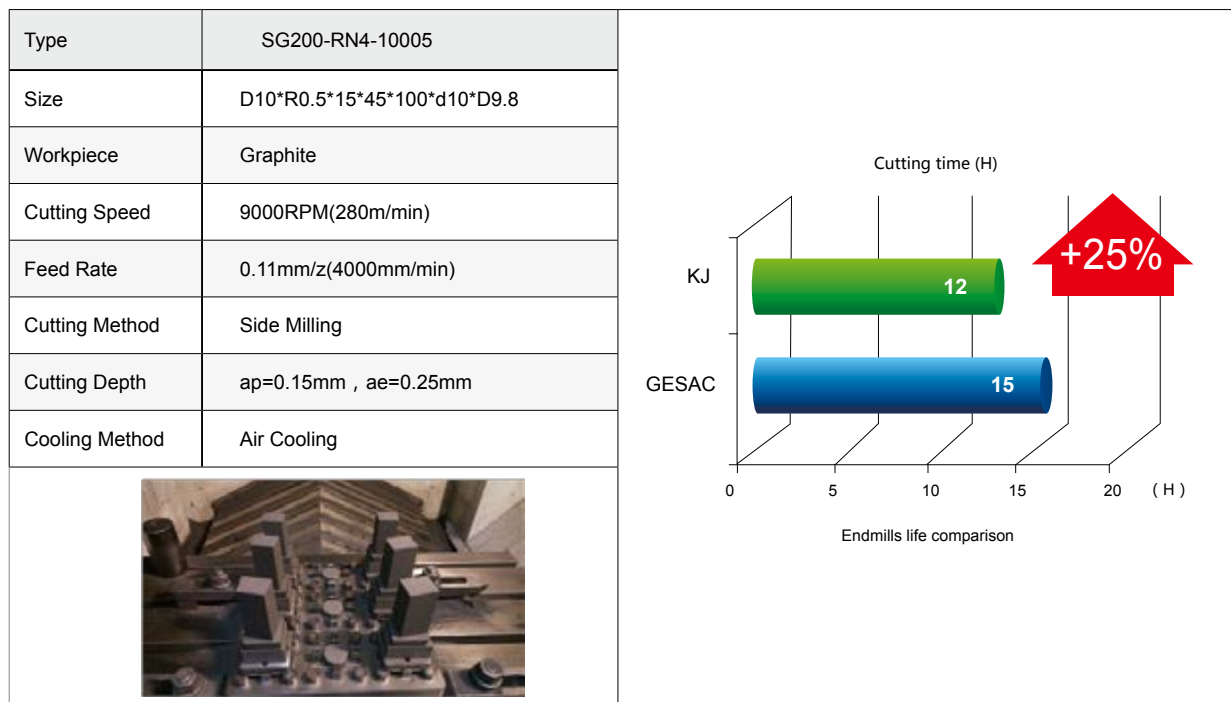 Type SG200-RN4-10005
Size D10*R0.5*15*45*100*d10*D9.8
Workpiece Graphite
Cutting Speed 9000RPM(280m/min)
Feed Rate 0.11mm/z(4000mm/min)
Cutting Method Side Milling
Cutting Depth ap=0.15mm , ae=0.25mm
Cooling Method Air Cooling
Cutting time (H)
+25%
KJ 12
GESAC 15
0 5 10 15 20 ( H )
Endmills life comparison